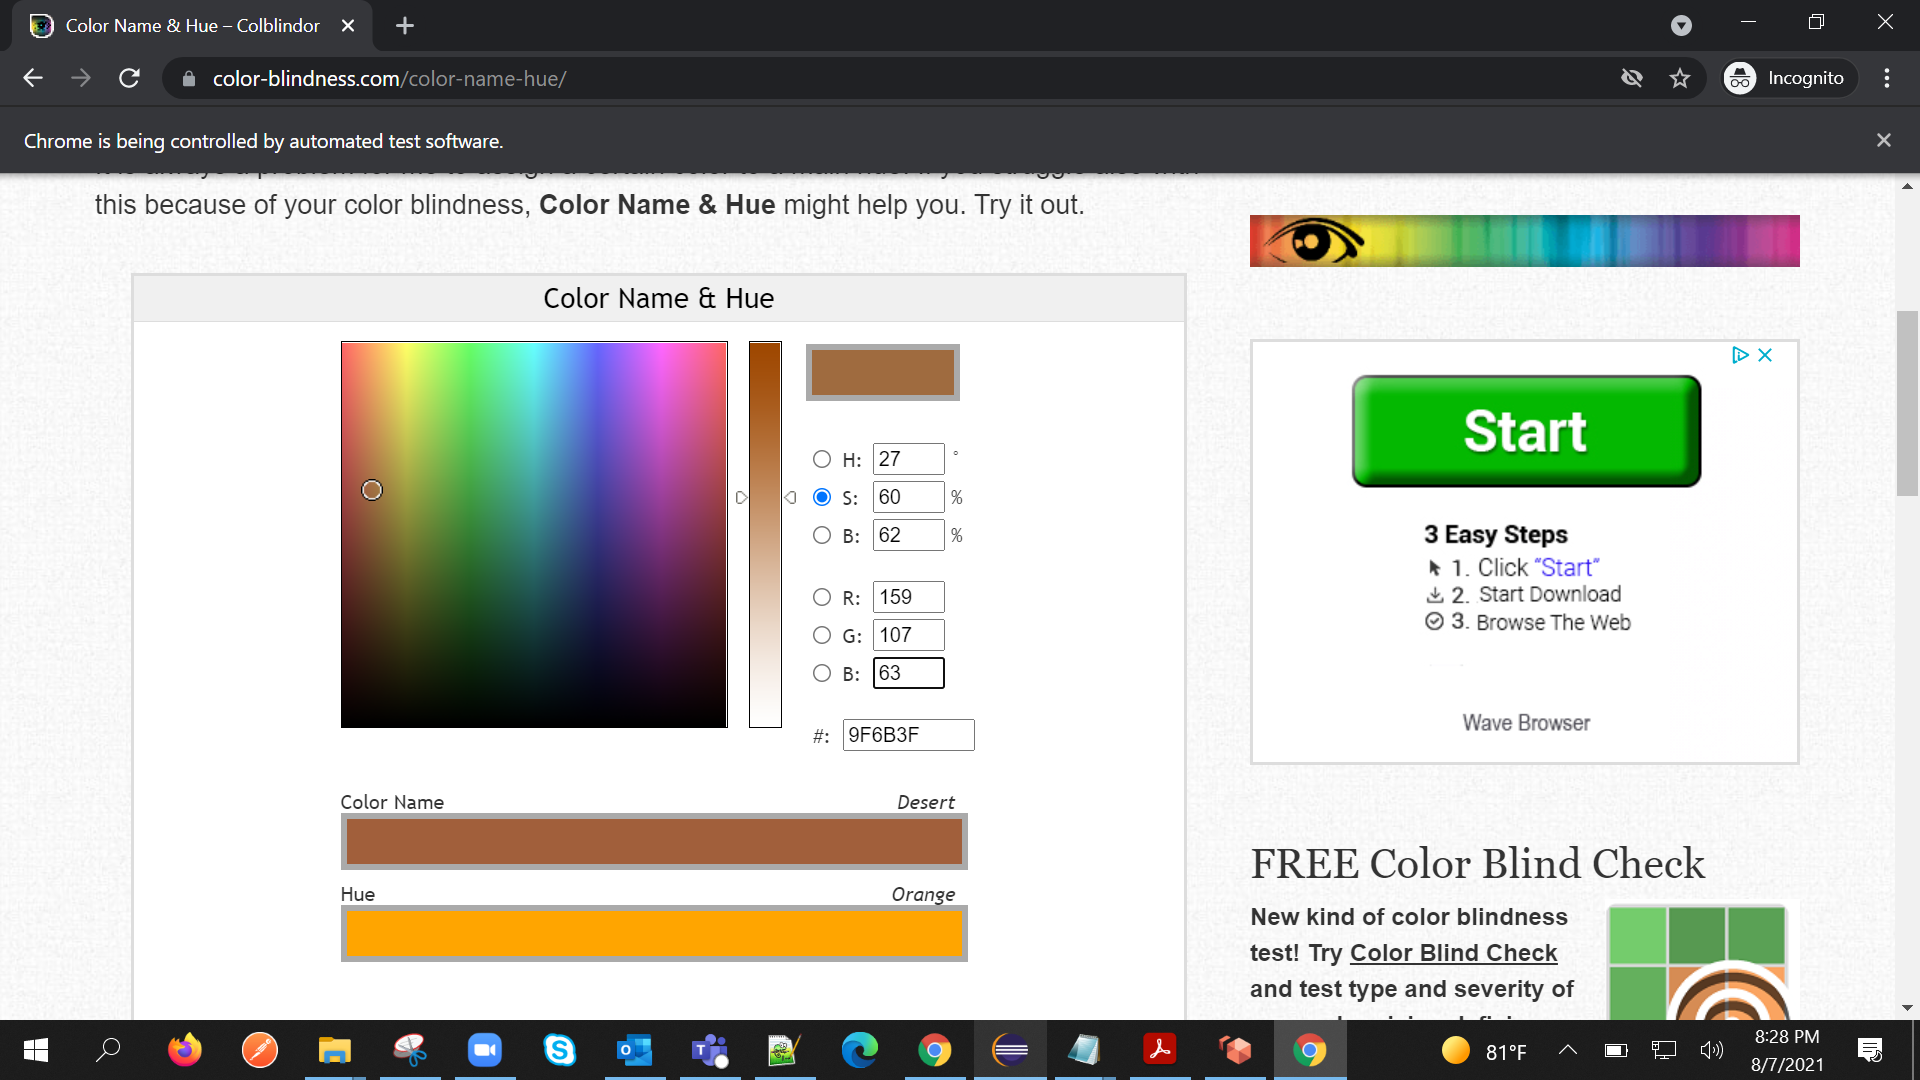 Color Name & Hue – Colblindor
color-blindness.com/color-name-hue/
Incognito
Chrome is being controlled by automated test software.
this because of your color blindness, Color Name & Hue might help you. Try it out.
Color Name & Hue
H: 27 °
S: 60 %
B: 62 %
R: 159
G: 107
B: 63
#: 9F6B3F
Color Name Desert
Hue Orange
Start
3 Easy Steps
1. Click “Start”
2. Start Download
3. Browse The Web
Wave Browser
FREE Color Blind Check
New kind of color blindness
test! Try Color Blind Check
and test type and severity of
81°F
8:28 PM
8/7/2021